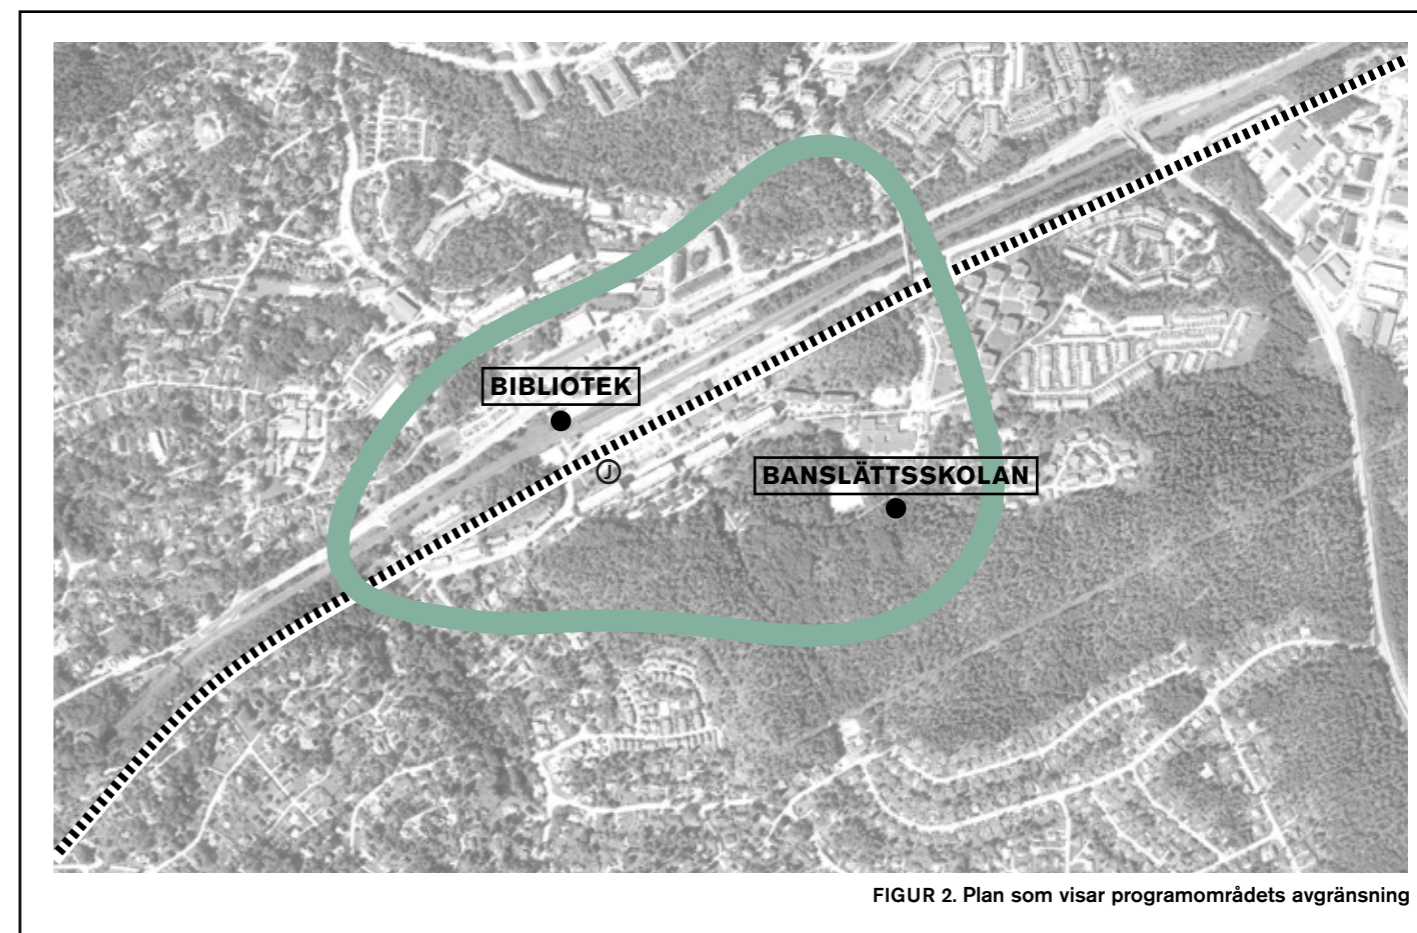 BIBLIOTEK
J
BANSLÄTTSSKOLAN
FIGUR 2. Plan som visar programområdets avgränsning